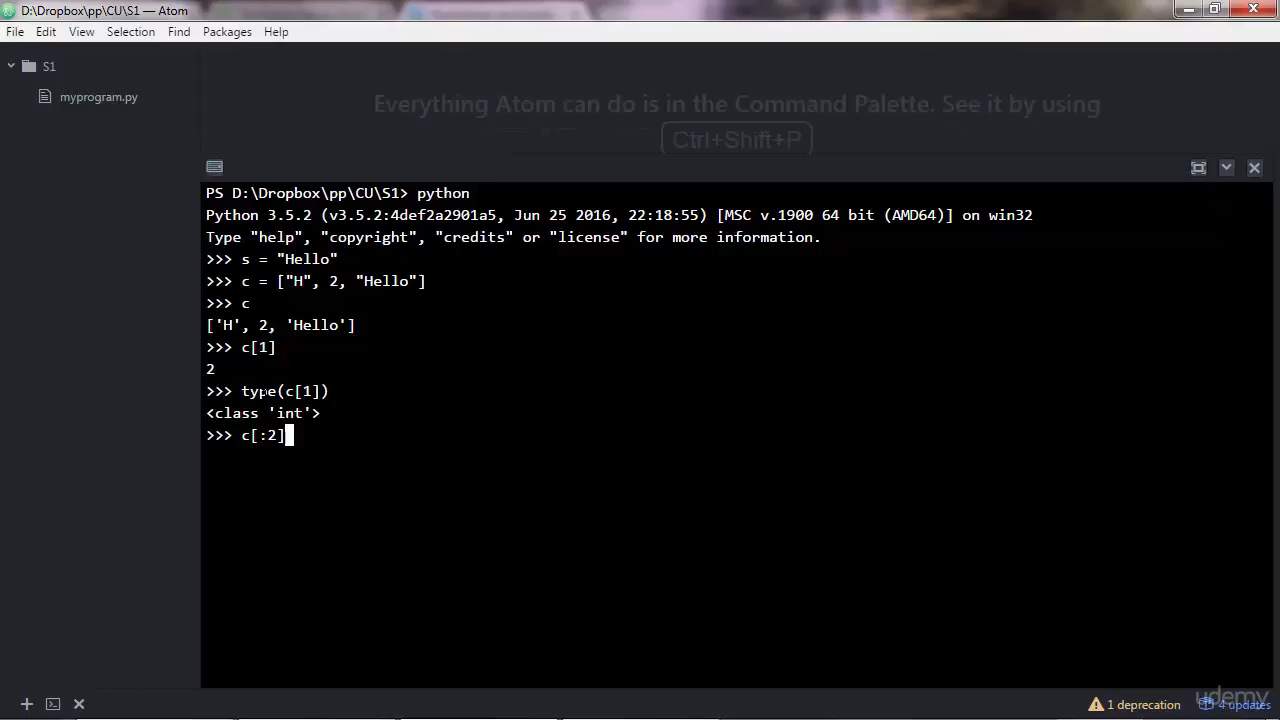 D:\Dropbox\pp\CU\S1 — Atom
File Edit View Selection Find Packages Help
S1
myprogram.py
Everything Atom can do is in the Command Palette. See it by using
Ctrl+Shift+P
PS D:\Dropbox\pp\CU\S1> python
Python 3.5.2 (v3.5.2:4def2a2901a5, Jun 25 2016, 22:18:55) [MSC v.1900 64 bit (AMD64)] on win32
Type "help", "copyright", "credits" or "license" for more information.
>>> s = "Hello"
>>> c = ["H", 2, "Hello"]
>>> c
['H', 2, 'Hello']
>>> c[1]
2
>>> type(c[1])
<class 'int'>
>>> c[:2]
1 deprecation 4 updates
udemy